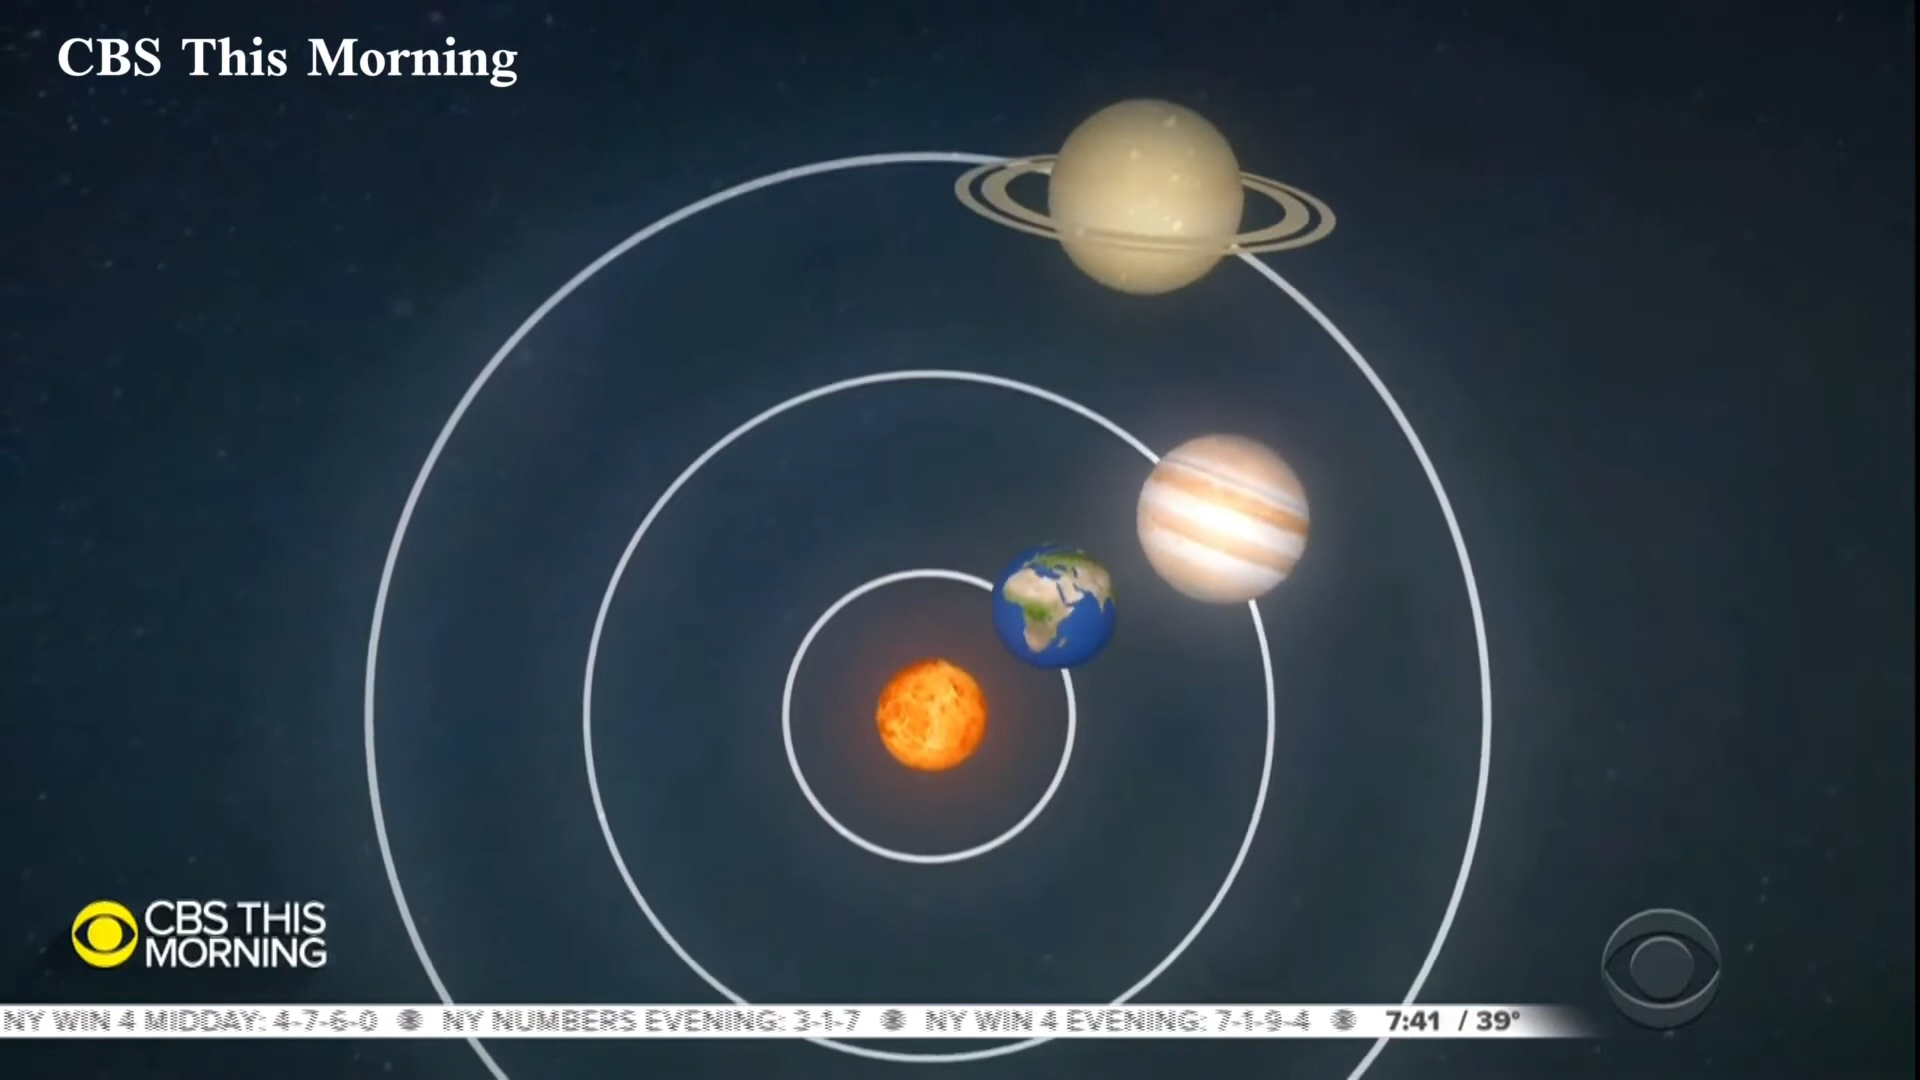 CBS This Morning
CBS THIS
MORNING
NY WIN 4 MIDDAY: 4-7-6-0 NY NUMBERS EVENING: 3-1-7 NY WIN 4 EVENING: 7-1-9-4 7:41 / 39°